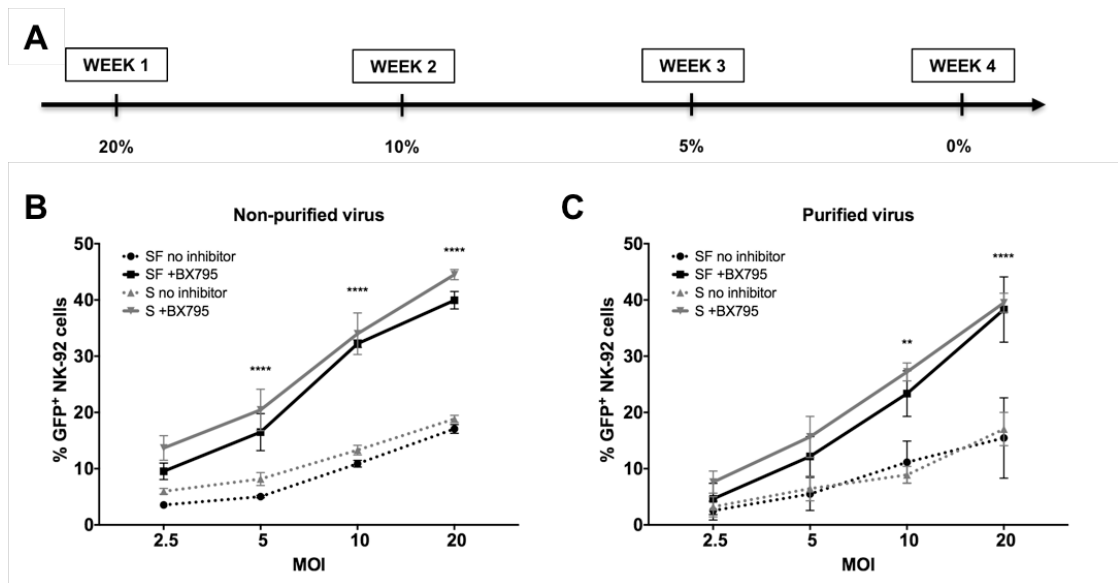 A
WEEK 1
WEEK 2
WEEK 3
WEEK 4
20%
10%
5%
0%
B
Non-purified virus
% GFP+ NK-92 cells
50
40
30
20
10
0
SF no inhibitor
SF +BX795
S no inhibitor
S +BX795
****
****
****
2.5
5
10
20
MOI
C
Purified virus
% GFP+ NK-92 cells
50
40
30
20
10
0
SF no inhibitor
SF +BX795
S no inhibitor
S +BX795
**
****
2.5
5
10
20
MOI